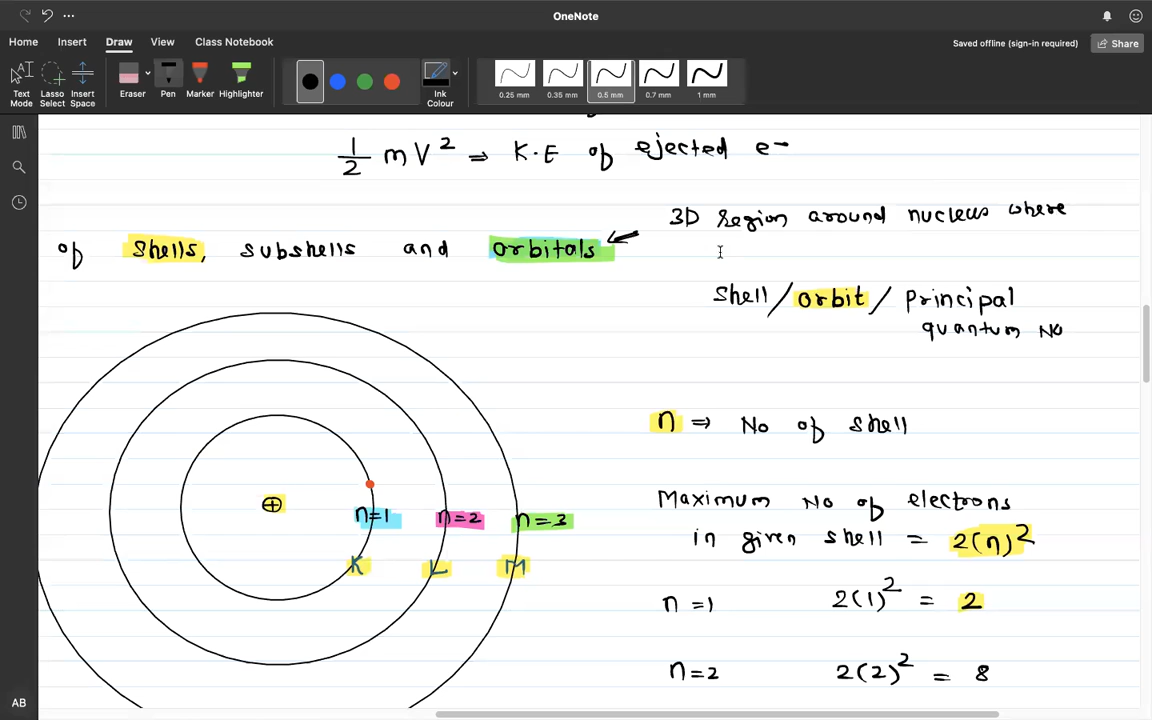 OneNote
Home Insert Draw View Class Notebook
Saved offline (sign-in required) Share
Text Mode Lasso Select Insert Space Eraser Pen Marker Highlighter Ink Colour 0.25 mm 0.35 mm 0.5 mm 0.7 mm 1 mm
1/2 mV² ⇒ K.E of ejected e-
3D region around nucleus where
of shells, subshells and orbitals
shell/orbit/principal
quantum No
n ⇒ No of shell
Maximum No of electrons
in given shell = 2(n)²
n=1 n=2 n=3
K L M
n=1 2(1)² = 2
n=2 2(2)² = 8
AB